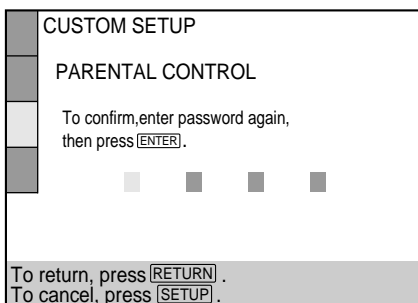 CUSTOM SETUP
PARENTAL CONTROL
To confirm,enter password again,
then press ENTER.
To return, press RETURN .
To cancel, press SETUP .